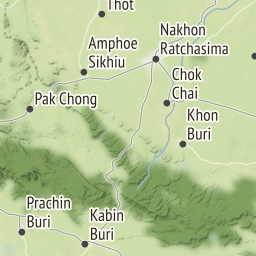 Thot
Nakhon
Ratchasima
Amphoe
Sikhiu
Chok
Chai
Pak Chong
Khon
Buri
Prachin
Buri
Kabin
Buri